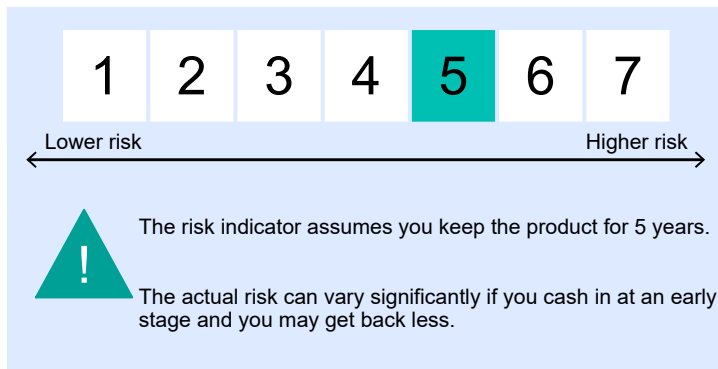 1 2 3 4 5 6 7
Lower risk Higher risk
The risk indicator assumes you keep the product for 5 years.
!
The actual risk can vary significantly if you cash in at an early
stage and you may get back less.